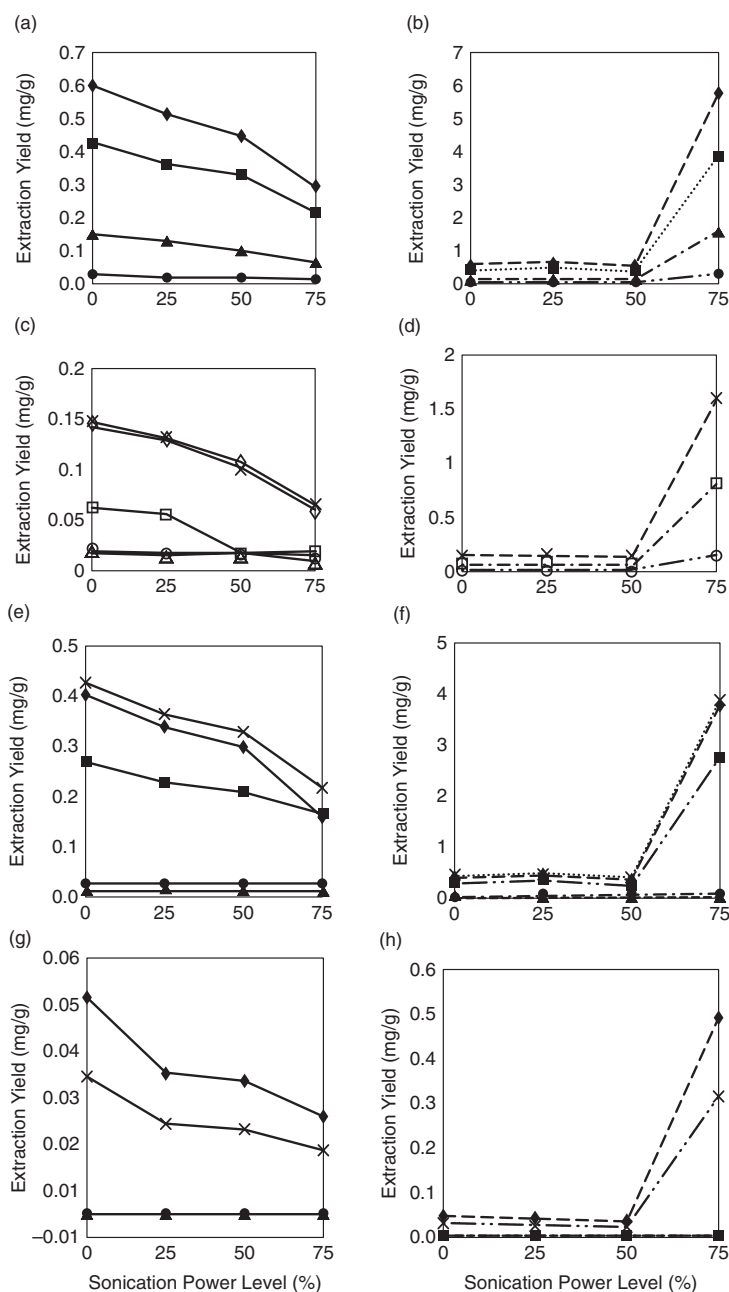 (a)
Extraction Yield (mg/g)
0.7
0.6
0.5
0.4
0.3
0.2
0.1
0.0
0 25 50 75
(b)
Extraction Yield (mg/g)
7
6
5
4
3
2
1
0
0 25 50 75
(c)
Extraction Yield (mg/g)
0.2
0.15
0.1
0.05
0
0 25 50 75
(d)
Extraction Yield (mg/g)
2
1.5
1
0.5
0
0 25 50 75
(e)
Extraction Yield (mg/g)
0.5
0.4
0.3
0.2
0.1
0.0
0 25 50 75
(f)
Extraction Yield (mg/g)
5
4
3
2
1
0
0 25 50 75
(g)
Extraction Yield (mg/g)
0.06
0.05
0.04
0.03
0.02
0.01
–0.01
0 25 50 75
Sonication Power Level (%)
(h)
Extraction Yield (mg/g)
0.6
0.5
0.4
0.3
0.2
0.1
0.0
0 25 50 75
Sonication Power Level (%)